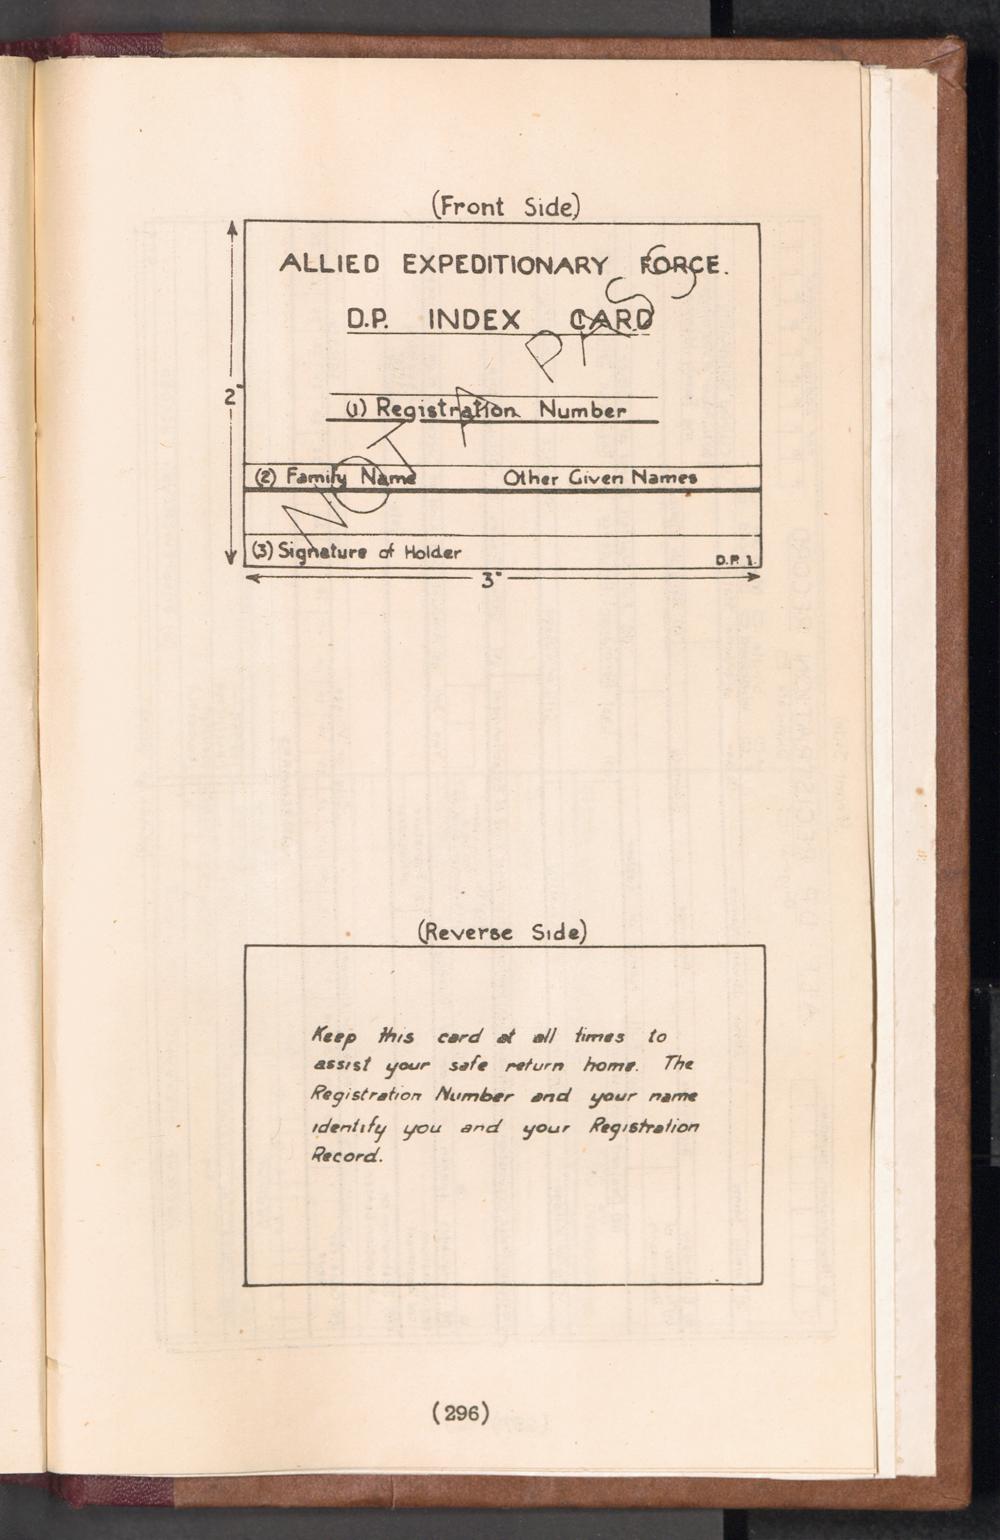 (Front Side)
ALLIED EXPEDITIONARY FORCE.
D.P. INDEX CARD
NOT A PASS
2"
(1) Registration Number
(2) Family Name Other Given Names
(3) Signature of Holder D.P. 1.
3"
(Reverse Side)
Keep this card at all times to
assist your safe return home. The
Registration Number and your name
identify you and your Registration
Record.
(296)